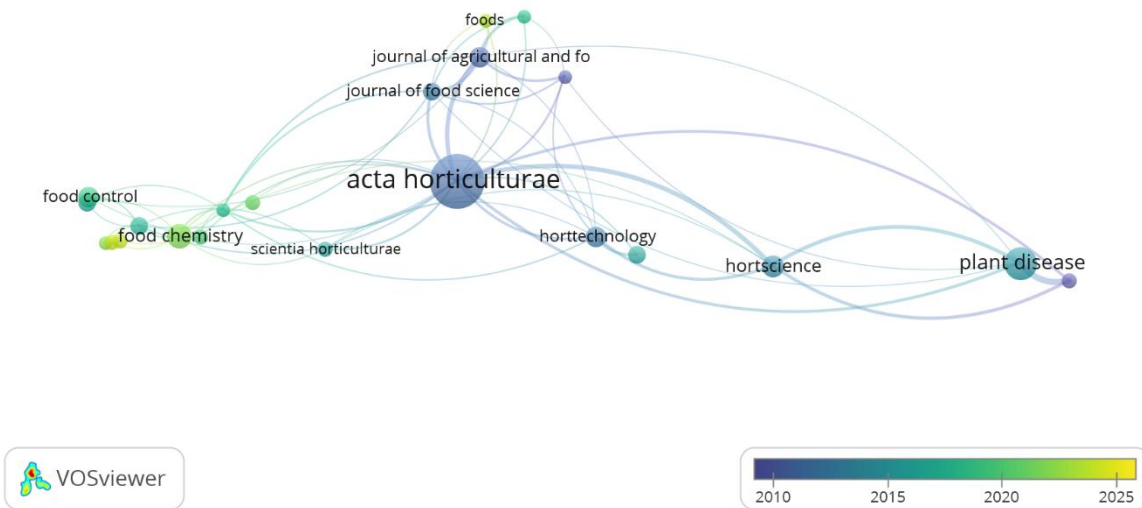 foods
journal of agricultural and fo
journal of food science
acta horticulturae
food control
food chemistry
scientia horticulturae
horttechnology
hortscience
plant disease
VOSviewer
2010 2015 2020 2025